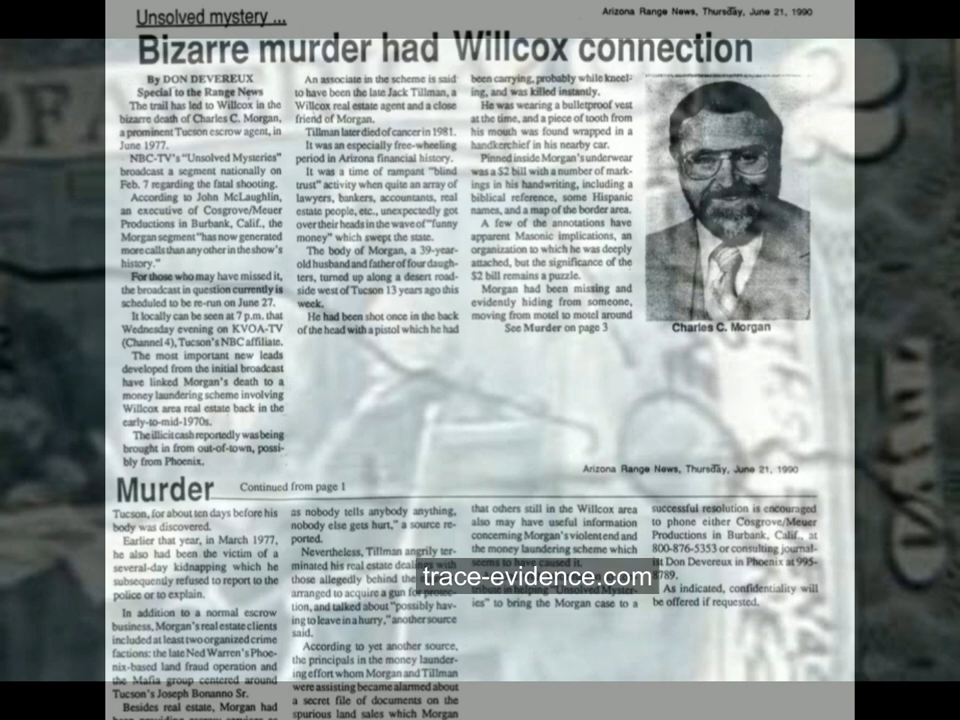 Unsolved mystery ...
Arizona Range News, Thursday, June 21, 1990
Bizarre murder had Willcox connection
By DON DEVEREUX
Special to the Range News
The trail has led to Willcox in the
bizarre death of Charles C. Morgan,
a prominent Tucson escrow agent, in
June 1977.
NBC-TV's "Unsolved Mysteries"
broadcast a segment nationally on
Feb. 7 regarding the fatal shooting.
According to John McLaughlin,
an executive of Cosgrove/Meuer
Productions in Burbank, Calif., the
Morgan segment "has now generated
more calls than any other in the show's
history."
For those who may have missed it,
the broadcast in question currently is
scheduled to be re-run on June 27.
It locally can be seen at 7 p.m. that
Wednesday evening on KVOA-TV
(Channel 4), Tucson's NBC affiliate.
The most important new leads
developed from the initial broadcast
have linked Morgan's death to a
money laundering scheme involving
Willcox area real estate back in the
early-to-mid-1970s.
The illicit cash reportedly was being
brought in from out-of-town, possi-
bly from Phoenix.
An associate in the scheme is said
to have been the late Jack Tillman, a
Willcox real estate agent and a close
friend of Morgan.
Tillman later died of cancer in 1981.
It was an especially free-wheeling
period in Arizona financial history.
It was a time of rampant "blind
trust" activity when quite an array of
lawyers, bankers, accountants, real
estate people, etc., unexpectedly got
over their heads in the wave of "funny
money" which swept the state.
The body of Morgan, a 39-year-
old husband and father of four daugh-
ters, turned up along a desert road-
side west of Tucson 13 years ago this
week.
He had been shot once in the back
of the head with a pistol which he had
been carrying, probably while kneel-
ing, and was killed instantly.
He was wearing a bulletproof vest
at the time, and a piece of tooth from
his mouth was found wrapped in a
handkerchief in his nearby car.
Pinned inside Morgan's underwear
was a $2 bill with a number of mark-
ings in his handwriting, including a
biblical reference, some Hispanic
names, and a map of the border area.
A few of the annotations have
apparent Masonic implications, an
organization to which he was deeply
attached, but the significance of the
$2 bill remains a puzzle.
Morgan had been missing and
evidently hiding from someone,
moving from motel to motel around
See Murder on page 3
Charles C. Morgan
Arizona Range News, Thursday, June 21, 1990
Murder
Continued from page 1
Tucson, for about ten days before his
body was discovered.
Earlier that year, in March 1977,
he also had been the victim of a
several-day kidnapping which he
subsequently refused to report to the
police or to explain.
In addition to a normal escrow
business, Morgan's real estate clients
included at least two organized crime
factions: the late Ned Warren's Phoe-
nix-based land fraud operation and
the Mafia group centered around
Tucson's Joseph Bonanno Sr.
Besides real estate, Morgan had
as nobody tells anybody anything,
nobody else gets hurt," a source re-
ported.
Nevertheless, Tillman angrily ter-
minated his real estate dealings with
those allegedly behind the
arranged to acquire a gun for protec-
tion, and talked about "possibly hav-
ing to leave in a hurry," another source
said.
According to yet another source,
the principals in the money launder-
ing effort whom Morgan and Tillman
were assisting became alarmed about
a secret file of documents on the
spurious land sales which Morgan
that others still in the Willcox area
also may have useful information
concerning Morgan's violent end and
the money laundering scheme which
seems to have caused it.
tribute in helping "Unsolved Myster-
ies" to bring the Morgan case to a
successful resolution is encouraged
to phone either Cosgrove/Meuer
Productions in Burbank, Calif., at
800-876-5353 or consulting journal-
ist Don Devereux in Phoenix at 995-
8789.
As indicated, confidentiality will
be offered if requested.
trace-evidence.com